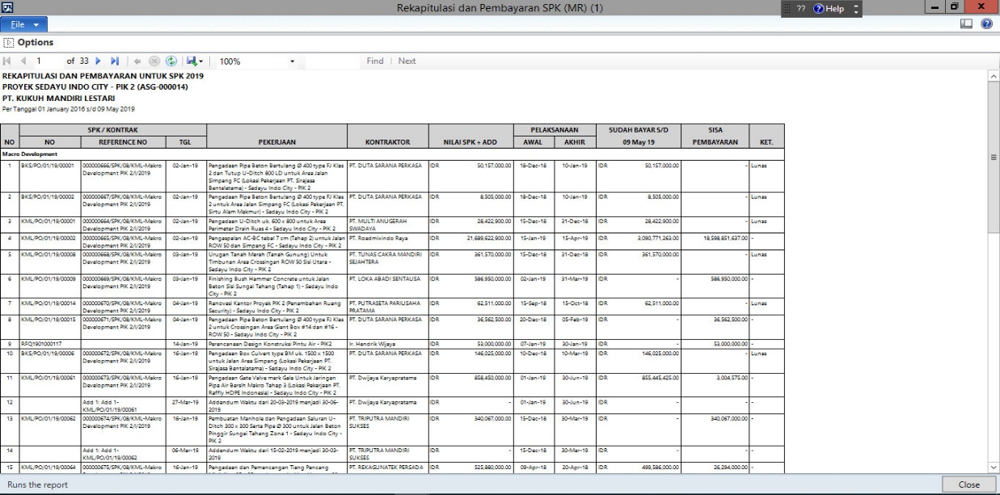 Rekapitulasi dan Pembayaran SPK (MR) (1)
?? Help
File
Options
1 of 33 100% Find Next
REKAPITULASI DAN PEMBAYARAN UNTUK SPK 2019
PROYEK SEDAYU INDO CITY - PIK 2 (ASG-000014)
PT. KUKUH MANDIRI LESTARI
Per Tanggal 01 January 2016 s/d 09 May 2019
SPK / KONTRAK PELAKSANAAN SUDAH BAYAR S/D SISA
NO NO REFERENCE NO TGL PEKERJAAN KONTRAKTOR NILAI SPK + ADD AWAL AKHIR 09 May 19 PEMBAYARAN KET.
Macro Development
1 BKS/PO/01/19/00001 000000666/SPK/08/KML-Makro 02-Jan-19 Pengadaan Pipa Beton Bertulang Ø 400 type FJ Klas PT. DUTA SARANA PERKASA IDR 50,157,000.00 18-Dec-18 10-Jan-19 IDR 50,157,000.00 - Lunas
Development PIK 2/I/2019 2 dan Tutup U-Ditch 800 LD untuk Area Jalan
Simpang FC (Lokasi Pekerjaan PT. Sirajasa
Bentalatama) - Sedayu Indo City - PIK 2
2 BKS/PO/01/19/00002 000000667/SPK/08/KML-Makro 02-Jan-19 Pengadaan Pipa Beton Bertulang Ø 400 type FJ Klas PT. DUTA SARANA PERKASA IDR 8,505,000.00 18-Dec-18 10-Jan-19 IDR 8,505,000.00 - Lunas
Development PIK 2/I/2019 2 untuk Area Jalan Simpang FC (Lokasi Pekerjaan PT.
Sirtu Alam Makmur) - Sedayu Indo City - PIK 2
3 KML/PO/01/19/00001 000000664/SPK/08/KML-Makro 02-Jan-19 Pengadaan U-Ditch uk. 600 x 800 untuk Area PT. MULTI ANUGERAH IDR 28,422,900.00 15-Dec-18 31-Dec-18 IDR 28,422,900.00 - Lunas
Development PIK 2/I/2019 Perimeter Drain Ruas 4 - Sedayu Indo City - PIK 2 SWADAYA
4 KML/PO/01/19/00002 000000665/SPK/08/KML-Makro 02-Jan-19 Pengaspalan AC-BC tebal 7 cm (Tahap 2) untuk Jalan PT. Roadmixindo Raya IDR 21,689,622,900.00 15-Jan-19 15-Apr-19 IDR 3,090,771,263.00 18,598,851,637.00 -
Development PIK 2/I/2019 ROW 50 dan Simpang FC - Sedayu Indo City - PIK 2
5 KML/PO/01/19/00008 000000668/SPK/08/KML-Makro 03-Jan-19 Urugan Tanah Merah (Tanah Gunung) Untuk PT. TUNAS CAKRA MANDIRI IDR 361,570,000.00 15-Dec-18 31-Dec-18 IDR 361,570,000.00 - Lunas
Development PIK 2/I/2019 Timbunan Area Crossingan ROW 50 Sisi Utara - SEJAHTERA
Sedayu Indo City - PIK 2
6 KML/PO/01/19/00009 000000669/SPK/08/KML-Makro 03-Jan-19 Finishing Bush Hammer Concrete untuk Jalan PT. LOKA ABADI SENTAUSA IDR 586,950,000.00 02-Jan-19 31-Mar-19 IDR - 586,950,000.00 -
Development PIK 2/I/2019 Beton Sisi Sungai Tahang (Tahap 1) - Sedayu Indo
City - PIK 2
7 KML/PO/01/19/00014 000000670/SPK/08/KML-Makro 04-Jan-19 Renovasi Kantor Proyek PIK 2 (Penambahan Ruang PT. PUTRASETA PARIUSAHA IDR 62,511,000.00 15-Sep-18 15-Oct-18 IDR 62,511,000.00 - Lunas
Development PIK 2/I/2019 Security) - Sedayu Indo City - PIK 2 PRATAMA
8 KML/PO/01/19/00015 000000671/SPK/08/KML-Makro 04-Jan-19 Pengadaan Pipa Beton Bertulang Ø 400 type FJ Klas PT. DUTA SARANA PERKASA IDR 36,562,500.00 20-Dec-18 05-Feb-19 IDR - 36,562,500.00 -
Development PIK 2/I/2019 2 untuk Crossingan Area Giant Box #14 dan #16 -
ROW 50 - Sedayu Indo City - PIK 2
9 RFQ1901000117 14-Jan-19 Perencanaan Design Konstruksi Pintu Air - PIK2 Ir. Hendrik Wijaya IDR 53,000,000.00 07-Jan-19 30-Jan-19 IDR - 53,000,000.00 -
10 BKS/PO/01/19/00006 000000672/SPK/08/KML-Makro 16-Jan-19 Pengadaan Box Culvert type BM uk. 1500 x 1500 PT. DUTA SARANA PERKASA IDR 146,025,000.00 10-Dec-18 10-Mar-19 IDR 146,025,000.00 - Lunas
Development PIK 2/I/2019 untuk Jalan Area Simpang (Lokasi Pekerjaan PT.
Sirajasa Bentalatama) - Sedayu Indo City - PIK 2
11 KML/PO/01/19/00061 000000673/SPK/08/KML-Makro 16-Jan-19 Pengadaan Gate Valve merk Gala Untuk Jaringan PT. Dwijaya Karyapratama IDR 858,450,000.00 01-Jan-19 30-Jun-19 IDR 855,445,425.00 3,004,575.00 -
Development PIK 2/I/2019 Pipa Air Bersih Makro Tahap 3 (Lokasi Pekerjaan PT.
Raffly HDPE Indonesia) - Sedayu Indo City - PIK 2
12 Add 1: Add 1- 27-Mar-19 Addendum Waktu dari 20-03-2019 menjadi 30-06- PT. Dwijaya Karyapratama IDR - 01-Jan-19 30-Jun-19 IDR - - -
KML/PO/01/19/00061 2019
13 KML/PO/01/19/00062 000000674/SPK/08/KML-Makro 16-Jan-19 Pembuatan Manhole dan Pengadaan Saluran U- PT. TRIPUTRA MANDIRI IDR 340,067,000.00 15-Dec-18 30-Mar-19 IDR - 340,067,000.00 -
Development PIK 2/I/2019 Ditch 300 x 300 Serta Pipa Ø 300 untuk Jalan Beton SUKSES
Pinggir Sungai Tahang Zona 1 - Sedayu Indo City -
PIK 2
14 Add 1: Add 1- 06-Mar-19 Addendum Waktu dari 15-02-2019 menjadi 30-03- PT. TRIPUTRA MANDIRI IDR - 15-Dec-18 30-Mar-19 IDR - - -
KML/PO/01/19/00062 2019 SUKSES
15 KML/PO/01/19/00064 000000675/SPK/08/KML-Makro 16-Jan-19 Pengadaan dan Pemancangan Tiang Pancang PT. REKAGUNATEK PERSADA IDR 525,880,000.00 09-Apr-18 20-Apr-18 IDR 499,586,000.00 26,294,000.00 -
Runs the report Close